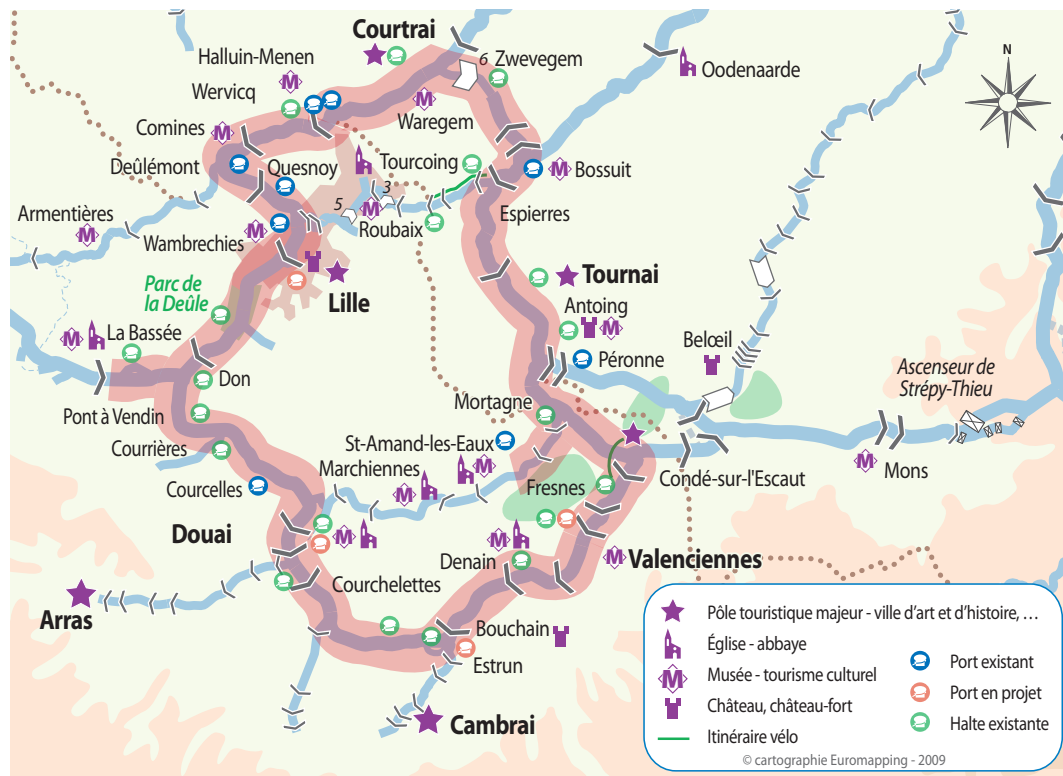 Courtrai
Halluin-Menen
6
Zwevegem
Oodenaarde
N
Wervicq
Waregem
Comines
Deûlémont
Quesnoy
Tourcoing
Bossuit
3
5
Roubaix
Espierres
Armentières
Wambrechies
Parc de
la Deûle
Lille
Tournai
Antoing
La Bassée
Belœil
Péronne
Ascenseur de
Strépy-Thieu
Don
Mortagne
Pont à Vendin
Courrières
St-Amand-les-Eaux
Marchiennes
Mons
Condé-sur-l'Escaut
Courcelles
Fresnes
Douai
Denain
Valenciennes
Courchelettes
Arras
Bouchain
Estrun
Cambrai
Pôle touristique majeur - ville d'art et d'histoire, …
Église - abbaye
Musée - tourisme culturel
Château, château-fort
Itinéraire vélo
Port existant
Port en projet
Halte existante
© cartographie Euromapping - 2009